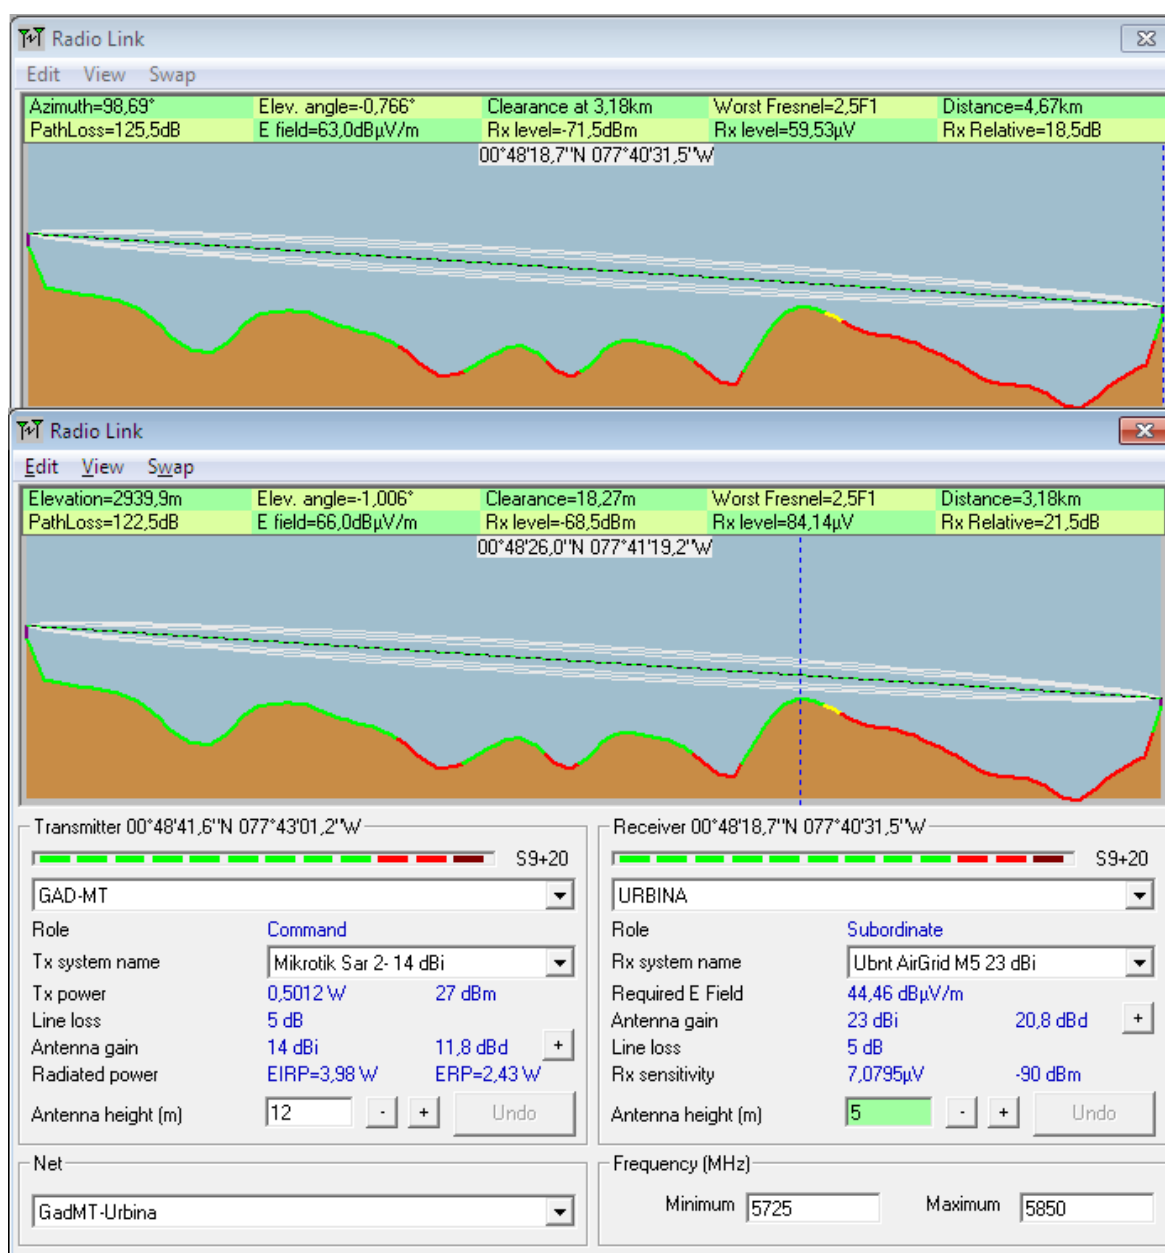 Radio Link
Edit View Swap
Azimuth=98,69° Elev. angle=-0,766° Clearance at 3,18km Worst Fresnel=2,5F1 Distance=4,67km
PathLoss=125,5dB E field=63,0dBµV/m Rx level=-71,5dBm Rx level=59,53µV Rx Relative=18,5dB
00°48'18,7"N 077°40'31,5"W
Radio Link
Edit View Swap
Elevation=2939,9m Elev. angle=-1,006° Clearance=18,27m Worst Fresnel=2,5F1 Distance=3,18km
PathLoss=122,5dB E field=66,0dBµV/m Rx level=-68,5dBm Rx level=84,14µV Rx Relative=21,5dB
00°48'26,0"N 077°41'19,2"W
Transmitter 00°48'41,6"N 077°43'01,2"W
S9+20
GAD-MT
Role Command
Tx system name Mikrotik Sar 2- 14 dBi
Tx power 0,5012 W 27 dBm
Line loss 5 dB
Antenna gain 14 dBi 11,8 dBd +
Radiated power EIRP=3,98 W ERP=2,43 W
Antenna height (m) 12 - + Undo
Net
GadMT-Urbina
Receiver 00°48'18,7"N 077°40'31,5"W
S9+20
URBINA
Role Subordinate
Rx system name Ubnt AirGrid M5 23 dBi
Required E Field 44,46 dBµV/m
Antenna gain 23 dBi 20,8 dBd +
Line loss 5 dB
Rx sensitivity 7,0795µV -90 dBm
Antenna height (m) 5 - + Undo
Frequency (MHz)
Minimum 5725 Maximum 5850